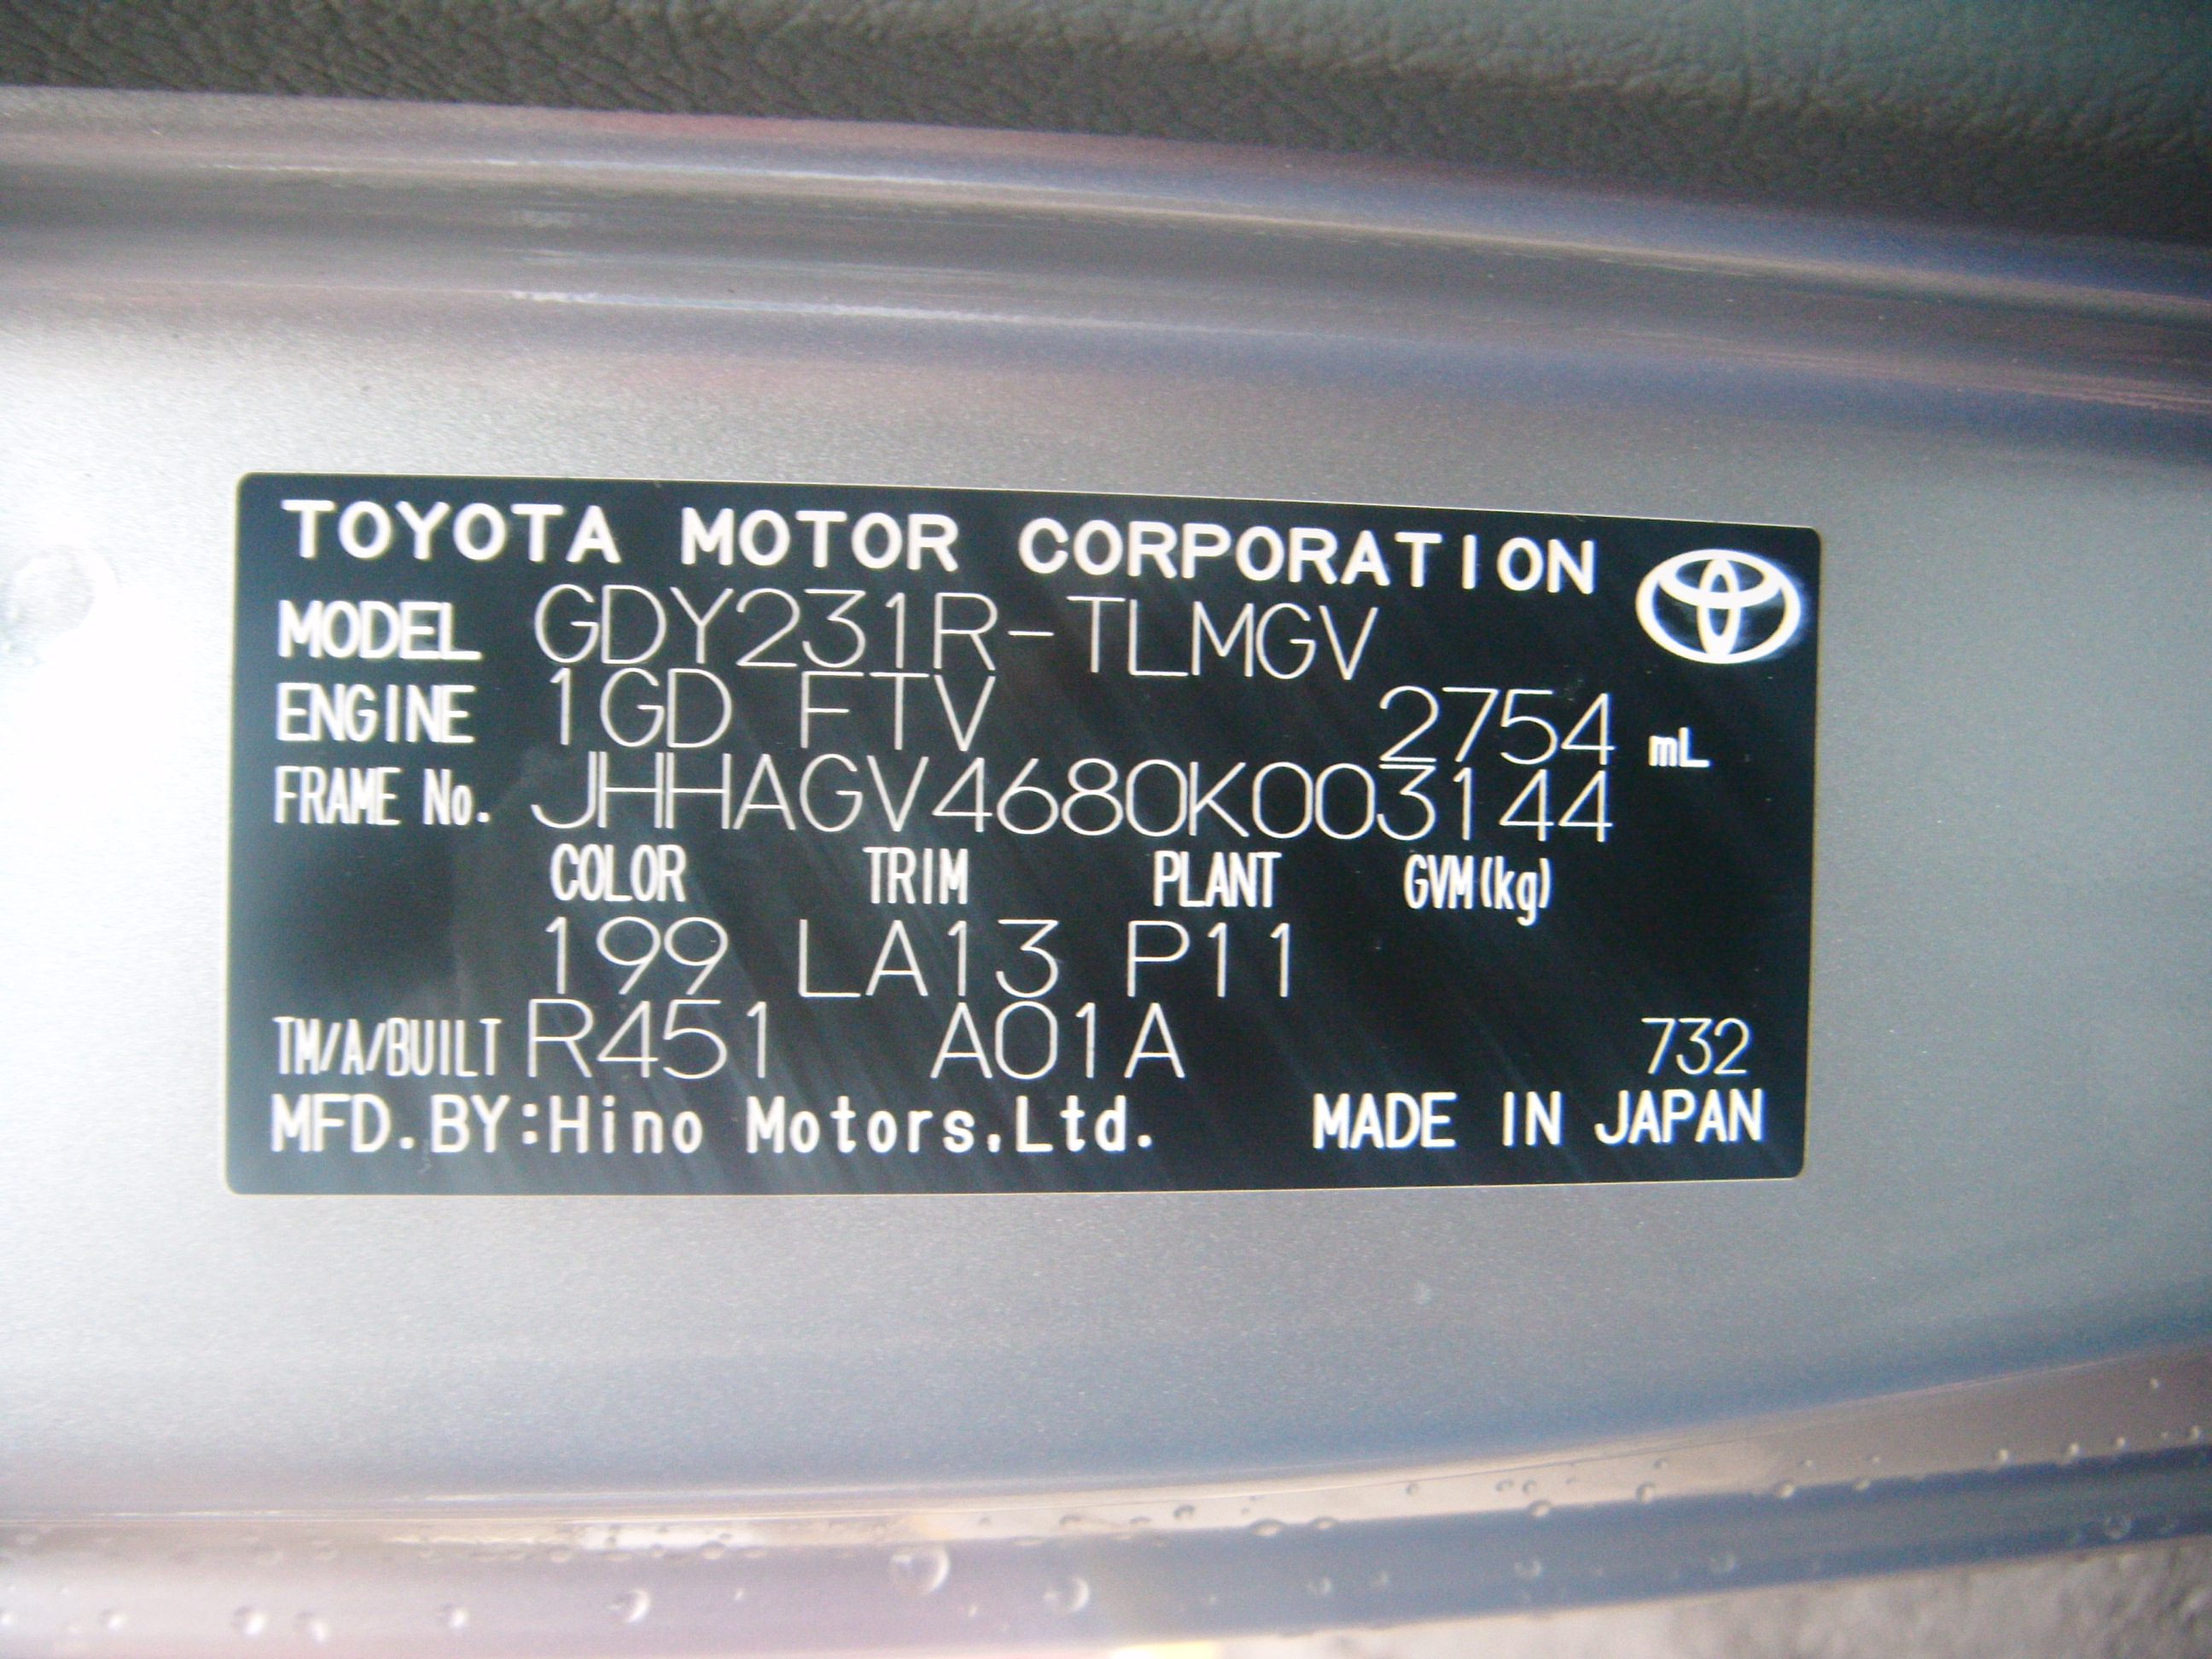 TOYOTA MOTOR CORPORATION
MODEL GDY231R-TLMGV
ENGINE 1GD FTV 2754 mL
FRAME No. JHHAGV4680K003144
COLOR TRIM PLANT GVM(kg)
199 LA13 P11
TM/A/BUILT R451 A01A 732
MFD.BY:Hino Motors,Ltd. MADE IN JAPAN